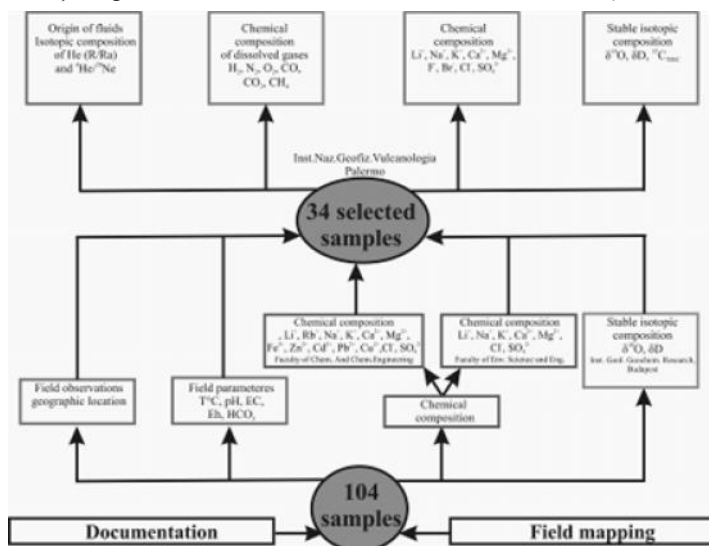 Origin of fluids
Isotopic composition
of He (R/Ra)
and ⁴He/²⁰Ne
Chemical
composition
of dissolved gases
H₂, N₂, O₂, CO,
CO₂, CH₄
Chemical
composition
Li⁺, Na⁺, K⁺, Ca²⁺, Mg²⁺,
F⁻, Br⁻, Cl⁻, SO₄²⁻
Stable isotopic
composition
δ¹⁸O, δD, ¹³C
Inst.Naz.Geofiz.Vulcanologia
Palermo
34 selected
samples
Chemical composition
, Li⁺, Rb⁺, Na⁺, K⁺, Ca²⁺, Mg²⁺,
Fe²⁺, Zn²⁺, Cd²⁺, Pb²⁺, Cu²⁺,Cl⁻, SO₄²⁻
Faculty of Chem. And Chem.Engineering
Chemical composition
Li⁺, Na⁺, K⁺, Ca²⁺, Mg²⁺,
Cl⁻, SO₄²⁻
Faculty of Env. Science and Eng.
Stable isotopic
composition
δ¹⁸O, δD
Inst. Geol. Geochem. Research,
Budapest
Field observations
geographic location
Field parameteres
T°C, pH, EC,
Eh, HCO₃
Chemical
composition
104
samples
Documentation
Field mapping